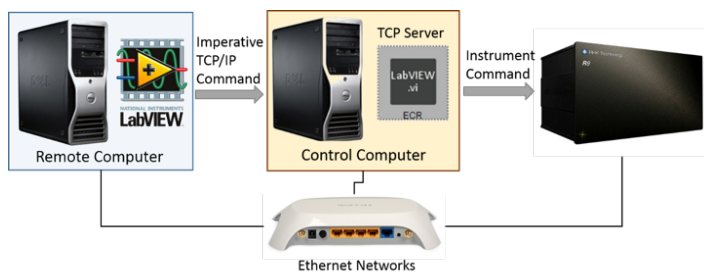 Imperative
TCP/IP
Command
TCP Server
Instrument
Command
LabVIEW
.vi
ECR
R9
NATIONAL INSTRUMENTS
LabVIEW
Remote Computer
Control Computer
Ethernet Networks